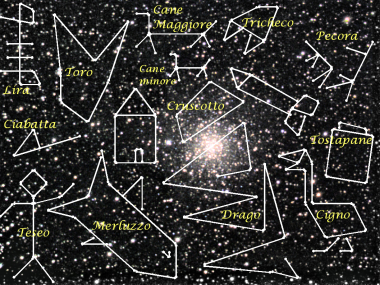 Cane
Maggiore
Tricheco
Pecora
Toro
Cane
minore
Lira
Cruscotto
Ciabatta
Tostapane
Teseo
Merluzzo
Drago
Cigno